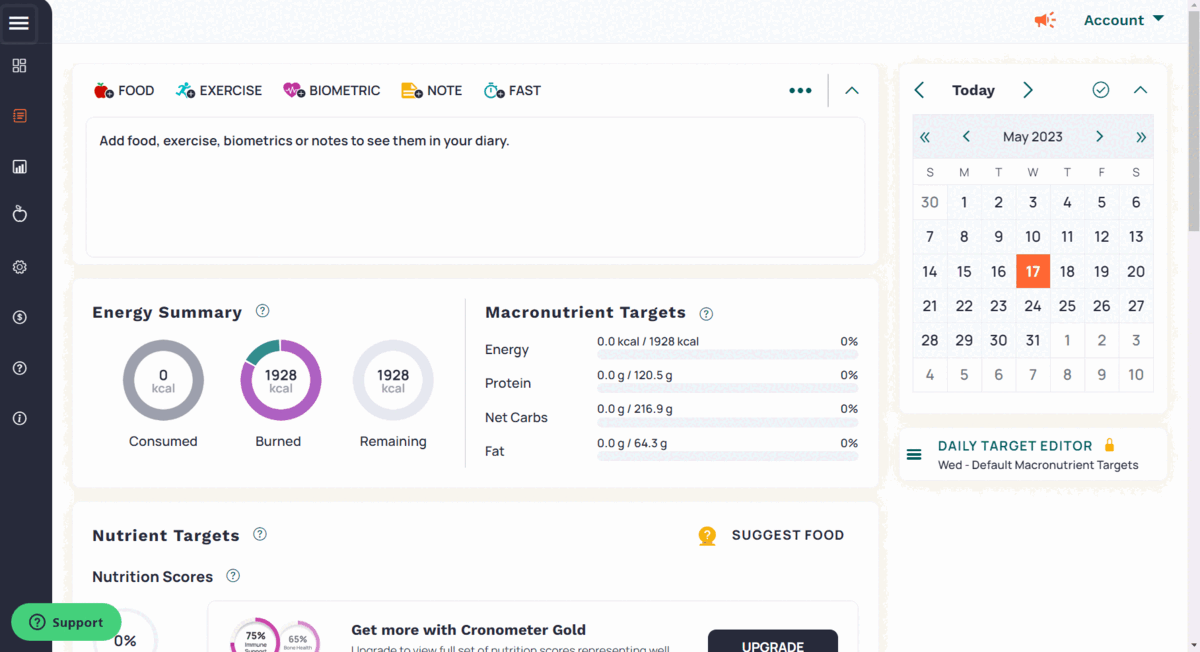 Account
FOOD EXERCISE BIOMETRIC NOTE FAST
Add food, exercise, biometrics or notes to see them in your diary.
Today
May 2023
S M T W T F S
30 1 2 3 4 5 6
7 8 9 10 11 12 13
14 15 16 17 18 19 20
21 22 23 24 25 26 27
28 29 30 31 1 2 3
4 5 6 7 8 9 10
DAILY TARGET EDITOR
Wed - Default Macronutrient Targets
Energy Summary ?
0
kcal
Consumed
1928
kcal
Burned
1928
kcal
Remaining
Macronutrient Targets ?
Energy 0.0 kcal / 1928 kcal 0%
Protein 0.0 g / 120.5 g 0%
Net Carbs 0.0 g / 216.9 g 0%
Fat 0.0 g / 64.3 g 0%
Nutrient Targets ?
? SUGGEST FOOD
Nutrition Scores ?
0%
75%
Immune
Support
65%
Bone Health
Get more with Cronometer Gold
Upgrade to view full set of nutrition scores representing well
UPGRADE
? Support